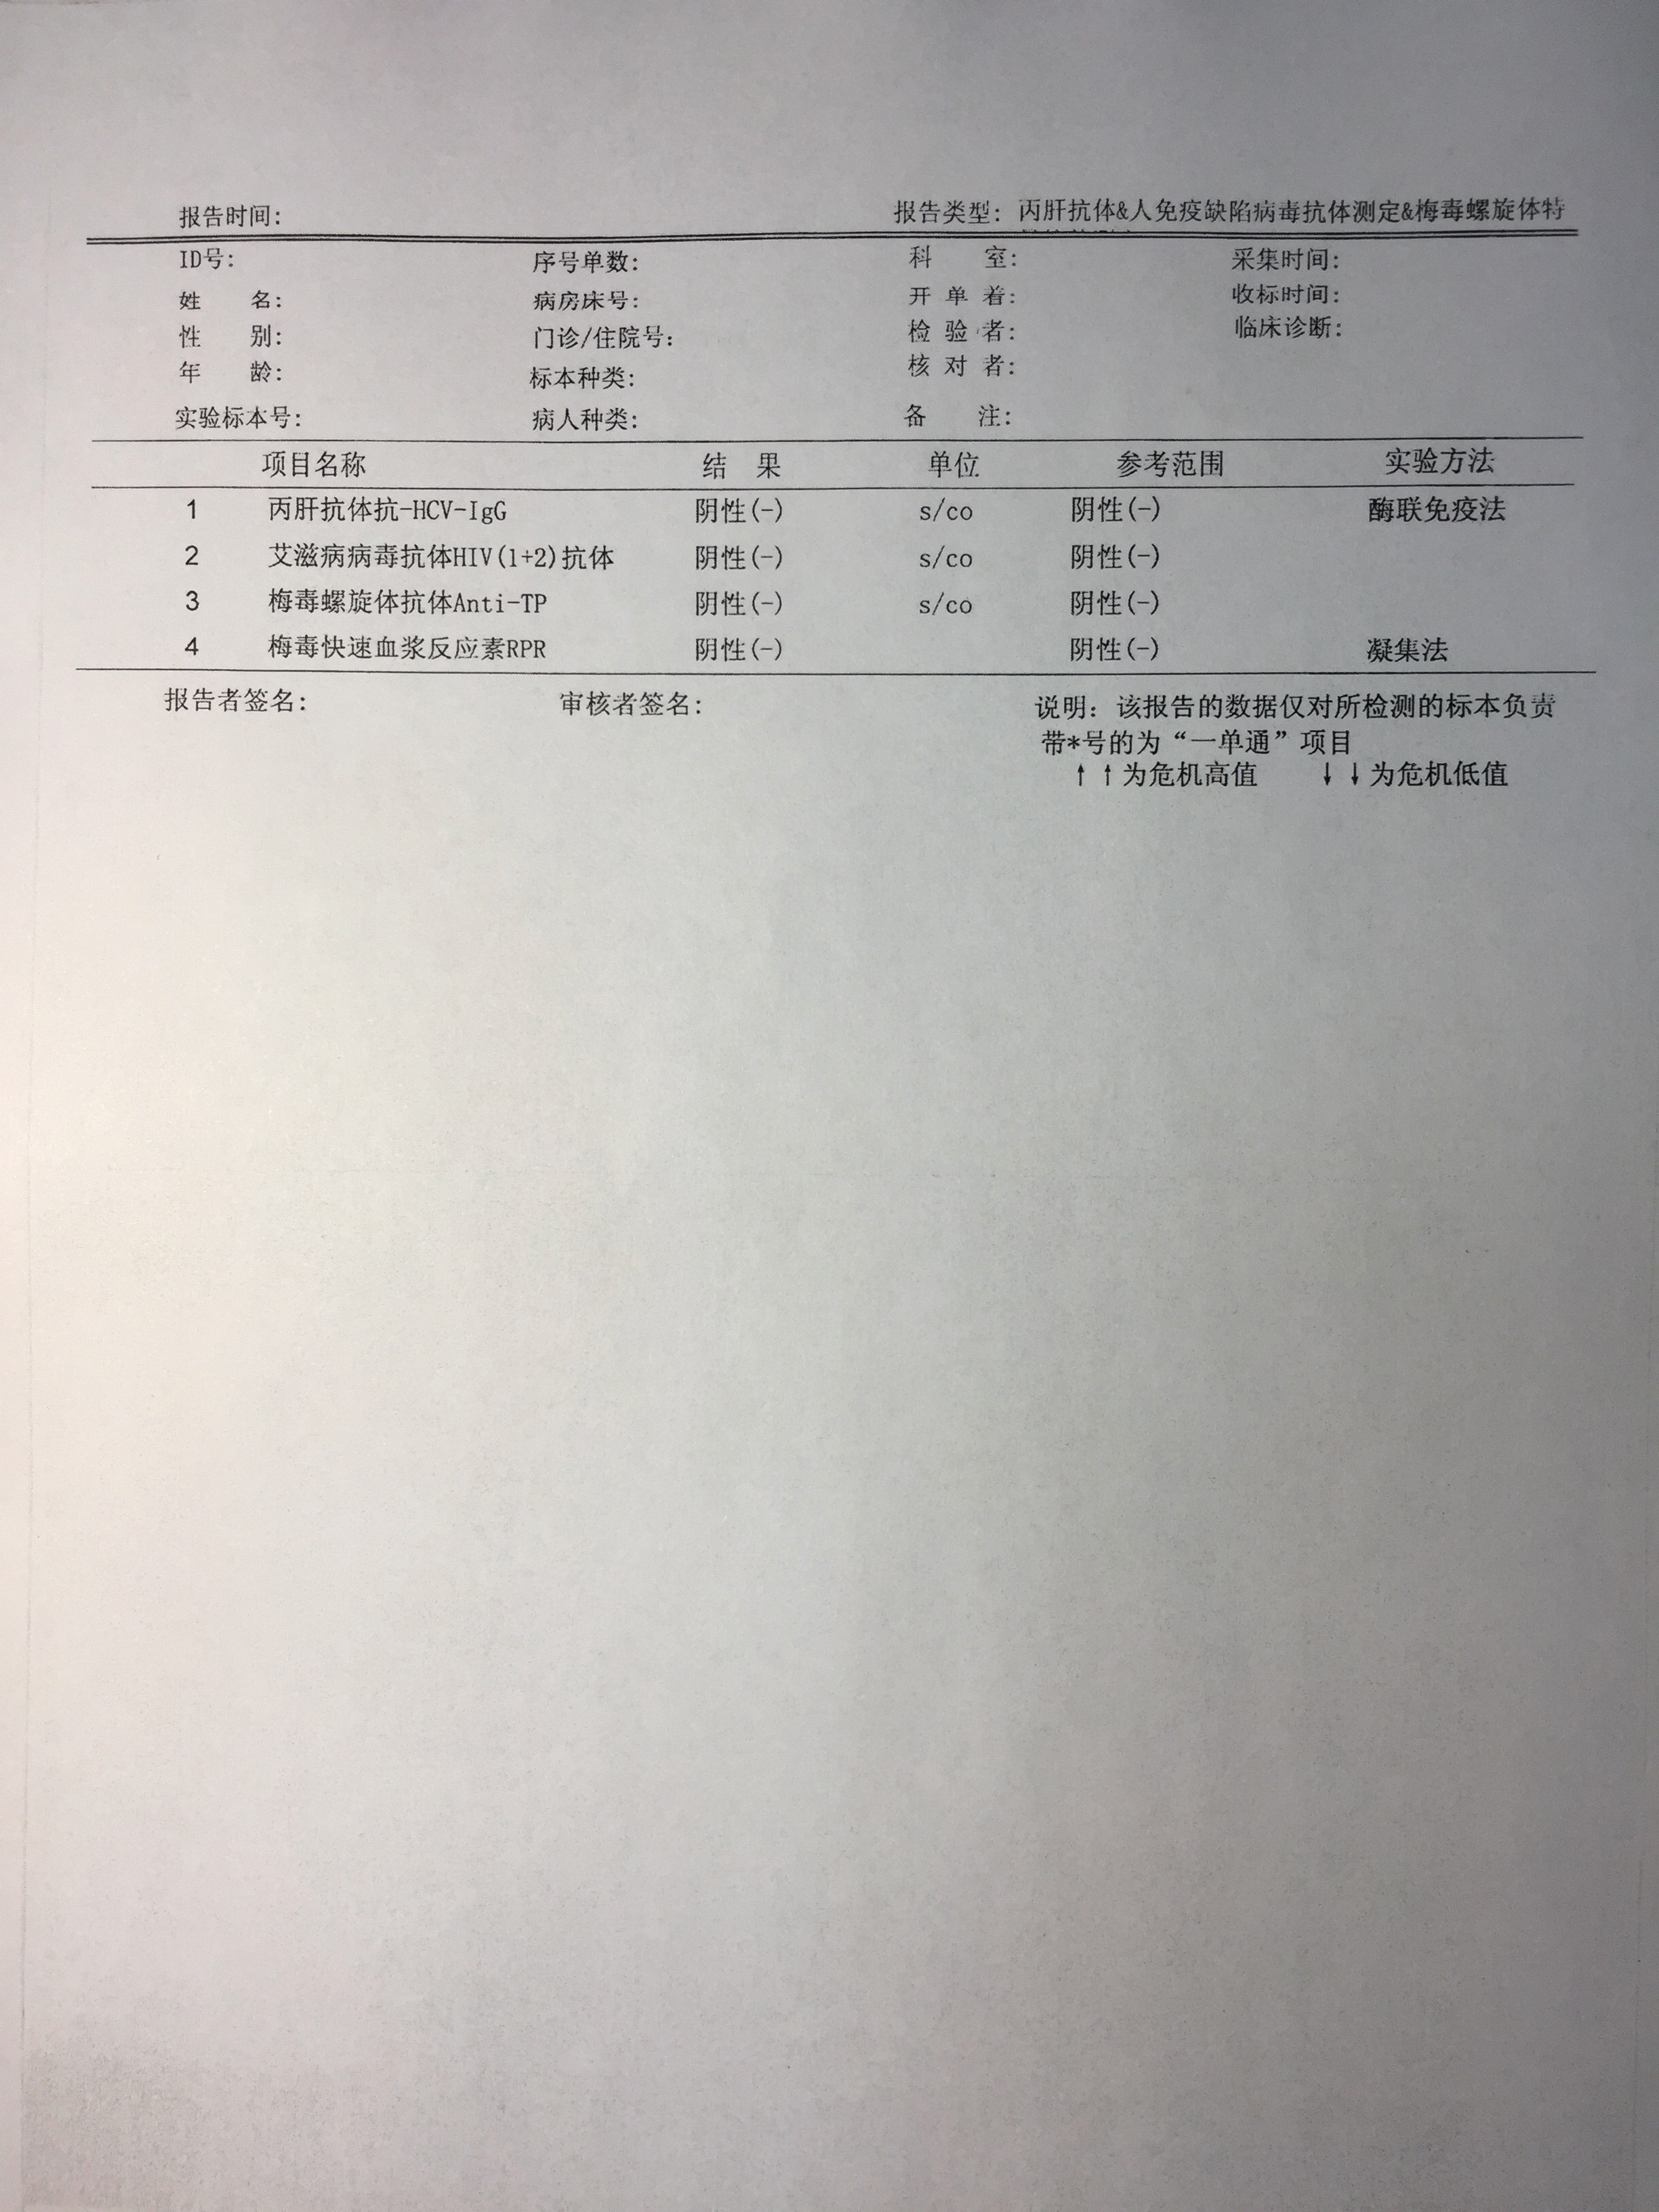 报告时间: 报告类型: 丙肝抗体&人免疫缺陷病毒抗体测定&梅毒螺旋体特
ID号: 序号单数: 科 室: 采集时间:
姓 名: 病房床号: 开 单 着: 收标时间:
性 别: 门诊/住院号: 检 验 者: 临床诊断:
年 龄: 标本种类: 核 对 者:
实验标本号: 病人种类: 备 注:
项目名称 结 果 单位 参考范围 实验方法
1 丙肝抗体抗-HCV-IgG 阴性(-) s/co 阴性(-) 酶联免疫法
2 艾滋病病毒抗体HIV(1+2)抗体 阴性(-) s/co 阴性(-)
3 梅毒螺旋体抗体Anti-TP 阴性(-) s/co 阴性(-)
4 梅毒快速血浆反应素RPR 阴性(-) 阴性(-) 凝集法
报告者签名: 审核者签名: 说明: 该报告的数据仅对所检测的标本负责
带*号的为“一单通”项目
↑↑为危机高值 ↓↓为危机低值